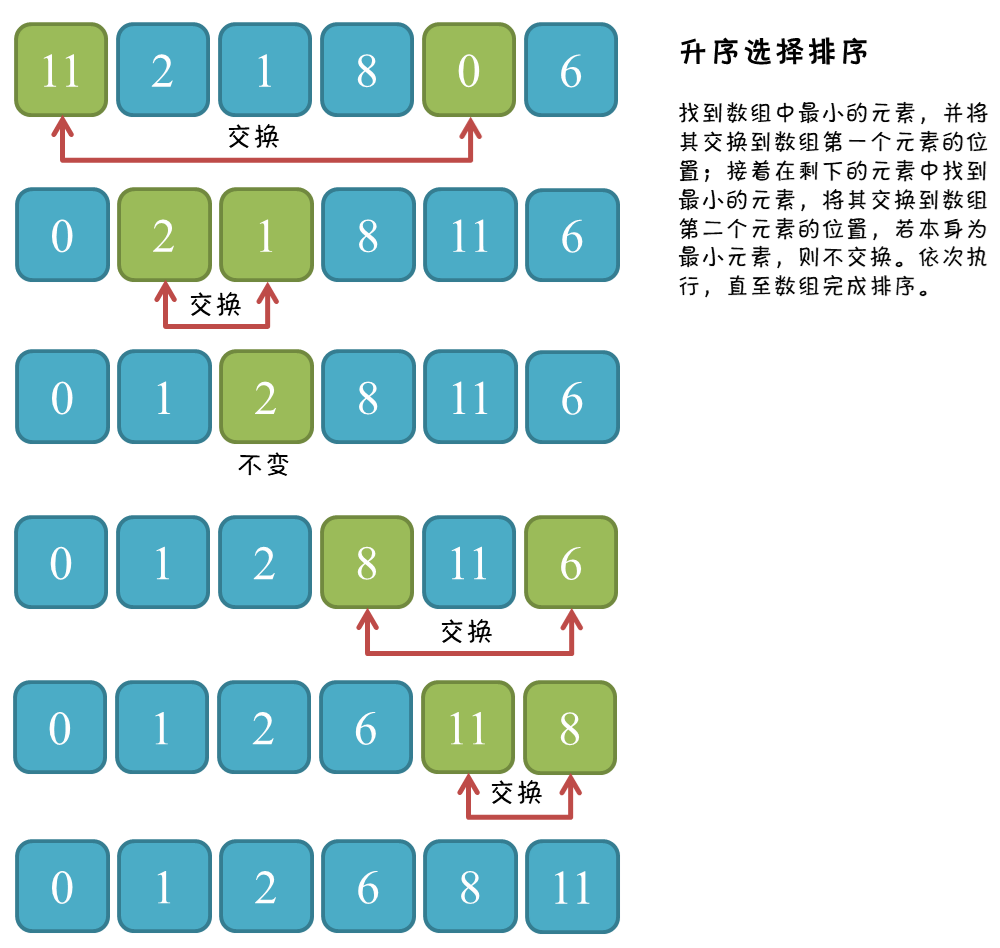 11 2 1 8 0 6
交换
0 2 1 8 11 6
交换
0 1 2 8 11 6
不变
0 1 2 8 11 6
交换
0 1 2 6 11 8
交换
0 1 2 6 8 11
升序选择排序
找到数组中最小的元素，并将
其交换到数组第一个元素的位
置；接着在剩下的元素中找到
最小的元素，将其交换到数组
第二个元素的位置，若本身为
最小元素，则不交换。依次执
行，直至数组完成排序。